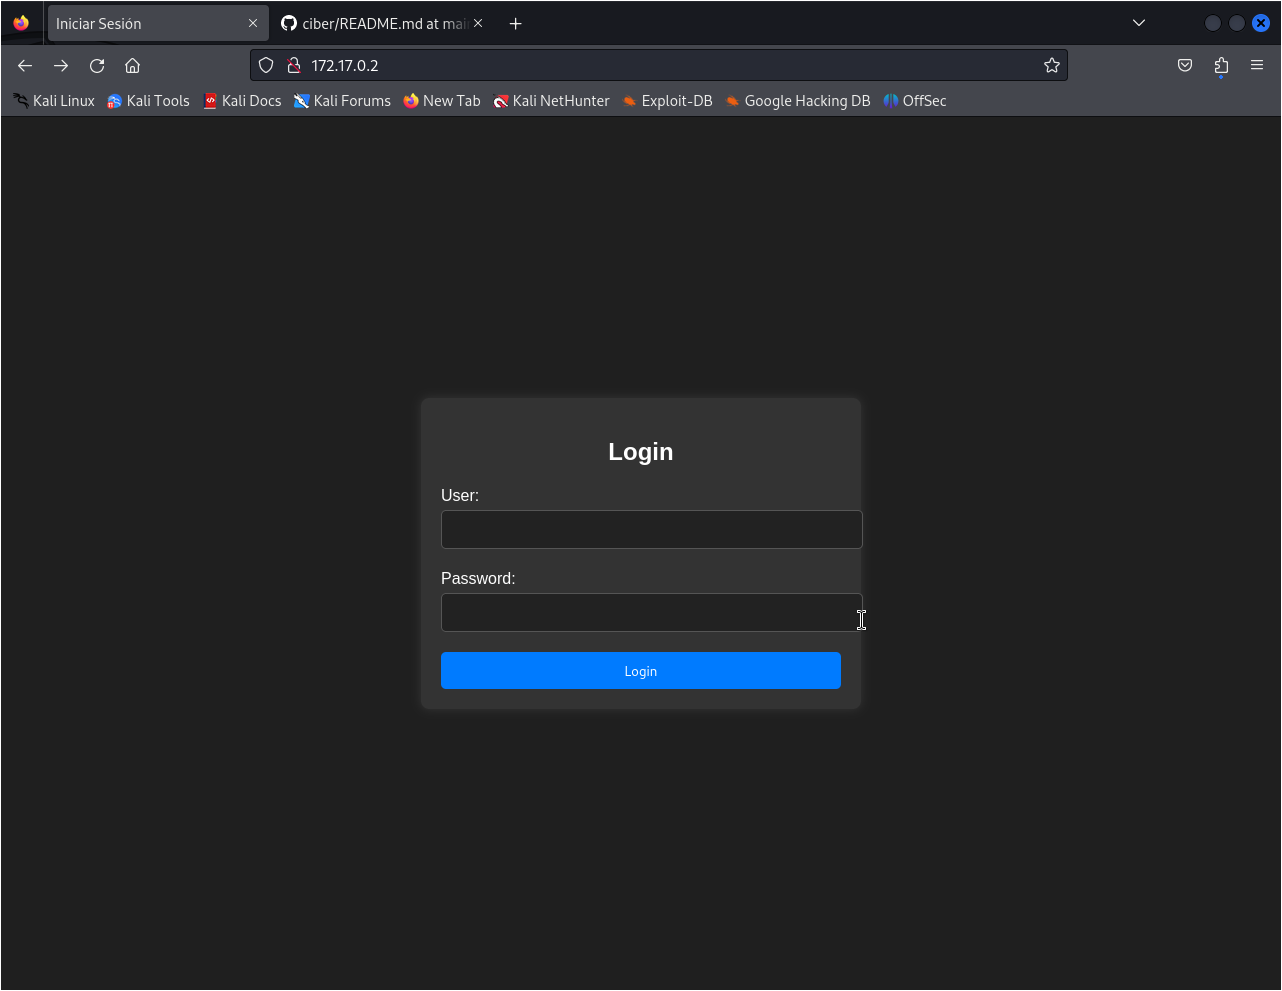 Iniciar Sesión
ciber/README.md at mai
172.17.0.2
Kali Linux Kali Tools Kali Docs Kali Forums New Tab Kali NetHunter Exploit-DB Google Hacking DB OffSec
Login
User:
Password:
Login